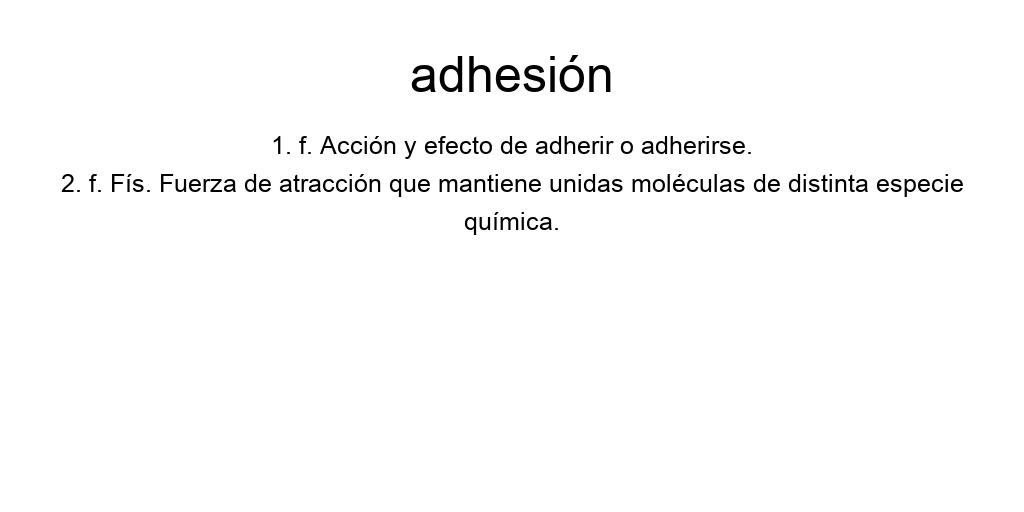 adhesión
1. f. Acción y efecto de adherir o adherirse.
2. f. Fís. Fuerza de atracción que mantiene unidas moléculas de distinta especie
química.